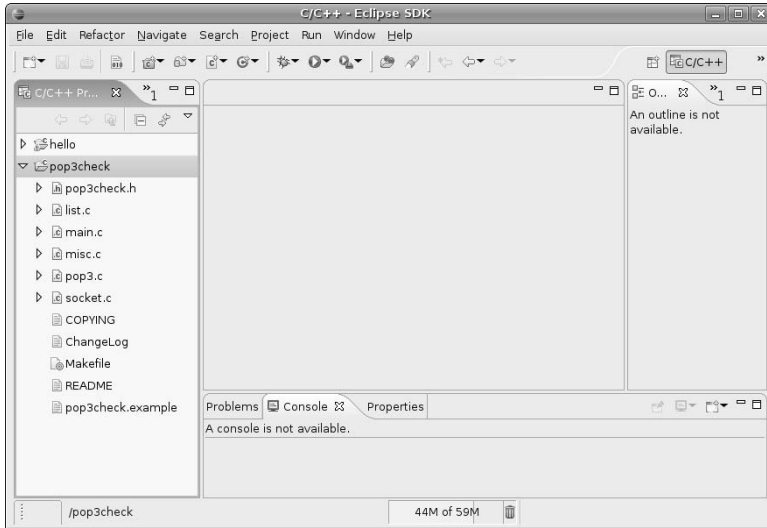 C/C++ - Eclipse SDK
File Edit Refactor Navigate Search Project Run Window Help
C/C++
»
C/C++ Pr... »1
O... »1
An outline is not
available.
hello
pop3check
pop3check.h
list.c
main.c
misc.c
pop3.c
socket.c
COPYING
ChangeLog
Makefile
README
pop3check.example
Problems Console Properties
A console is not available.
/pop3check 44M of 59M